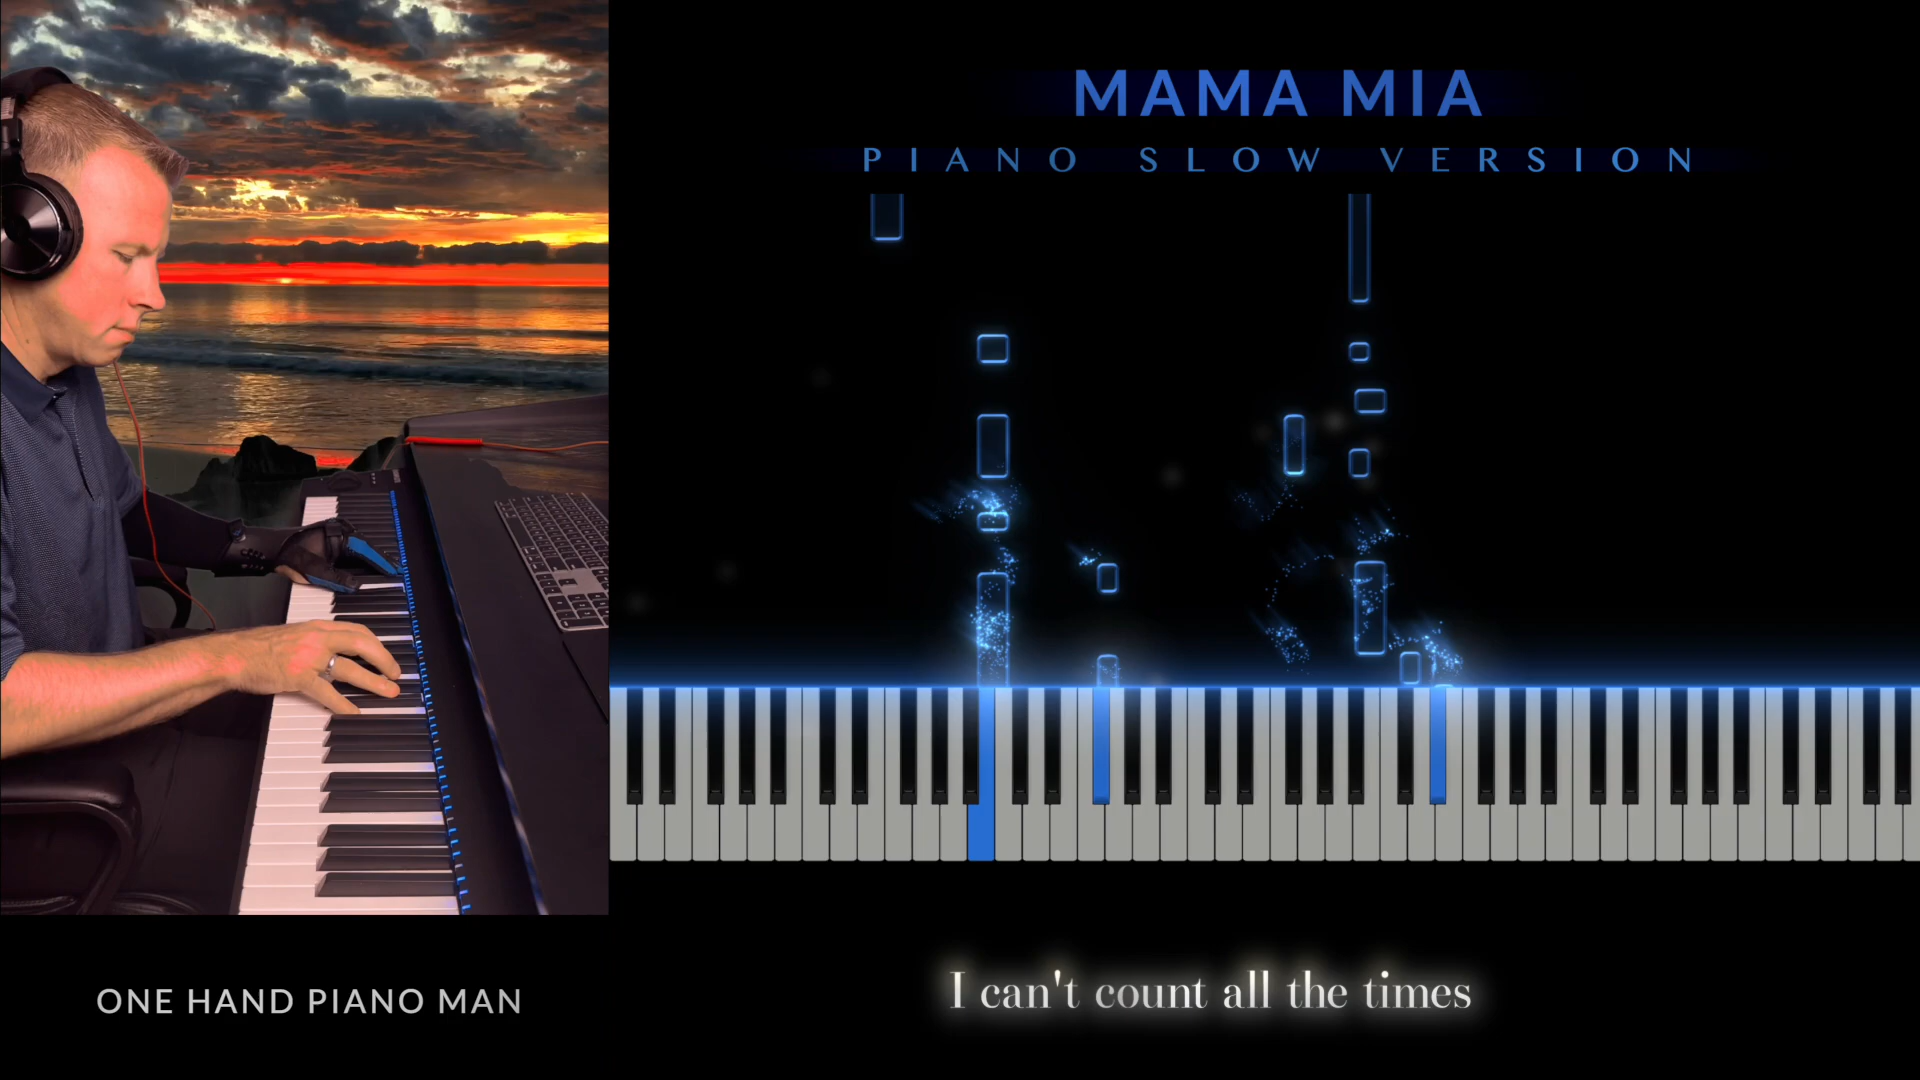 MAMA MIA
PIANO SLOW VERSION
ONE HAND PIANO MAN
I can't count all the times